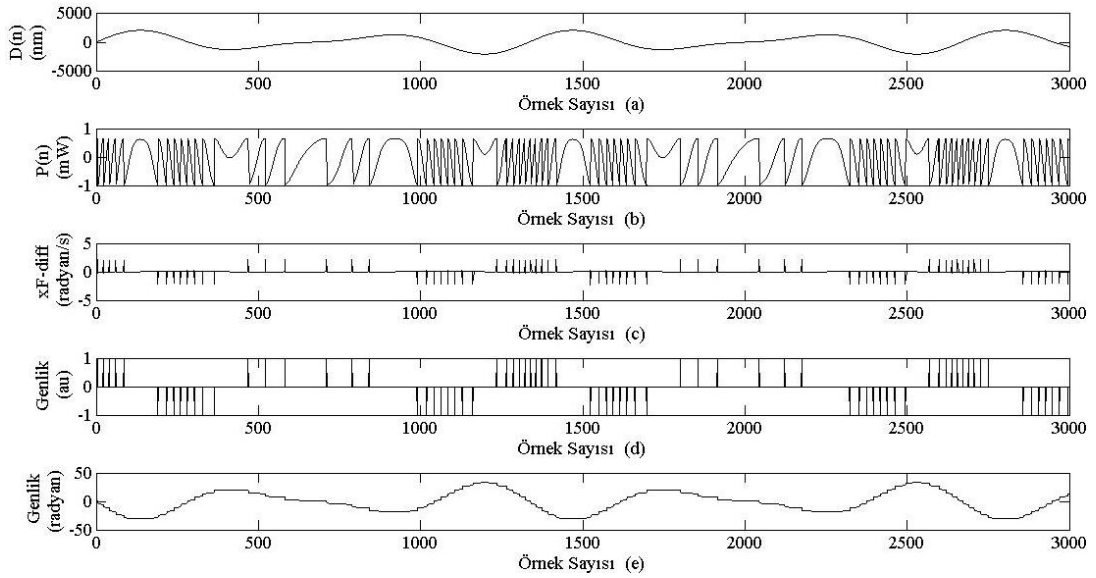 D(n)
(nm)
5000
0
-5000
0 500 1000 1500 2000 2500 3000
Örnek Sayısı (a)
P(n)
(mW)
1
0
-1
0 500 1000 1500 2000 2500 3000
Örnek Sayısı (b)
xF-diff
(radyan/s)
5
0
-5
0 500 1000 1500 2000 2500 3000
Örnek Sayısı (c)
Genlik
(au)
1
0
-1
0 500 1000 1500 2000 2500 3000
Örnek Sayısı (d)
Genlik
(radyan)
50
0
-50
0 500 1000 1500 2000 2500 3000
Örnek Sayısı (e)